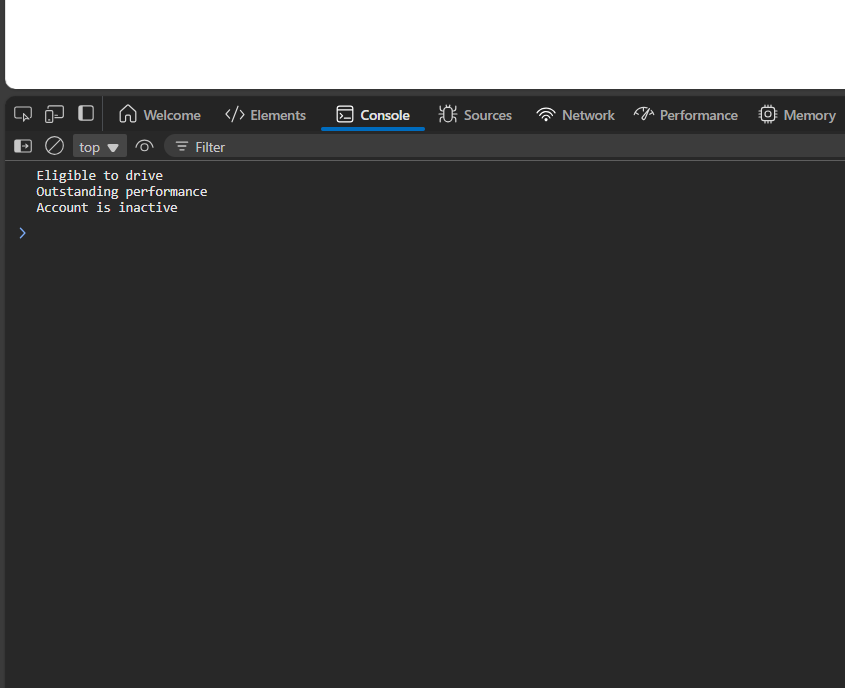 Welcome Elements Console Sources Network Performance Memory
top Filter
Eligible to drive
Outstanding performance
Account is inactive